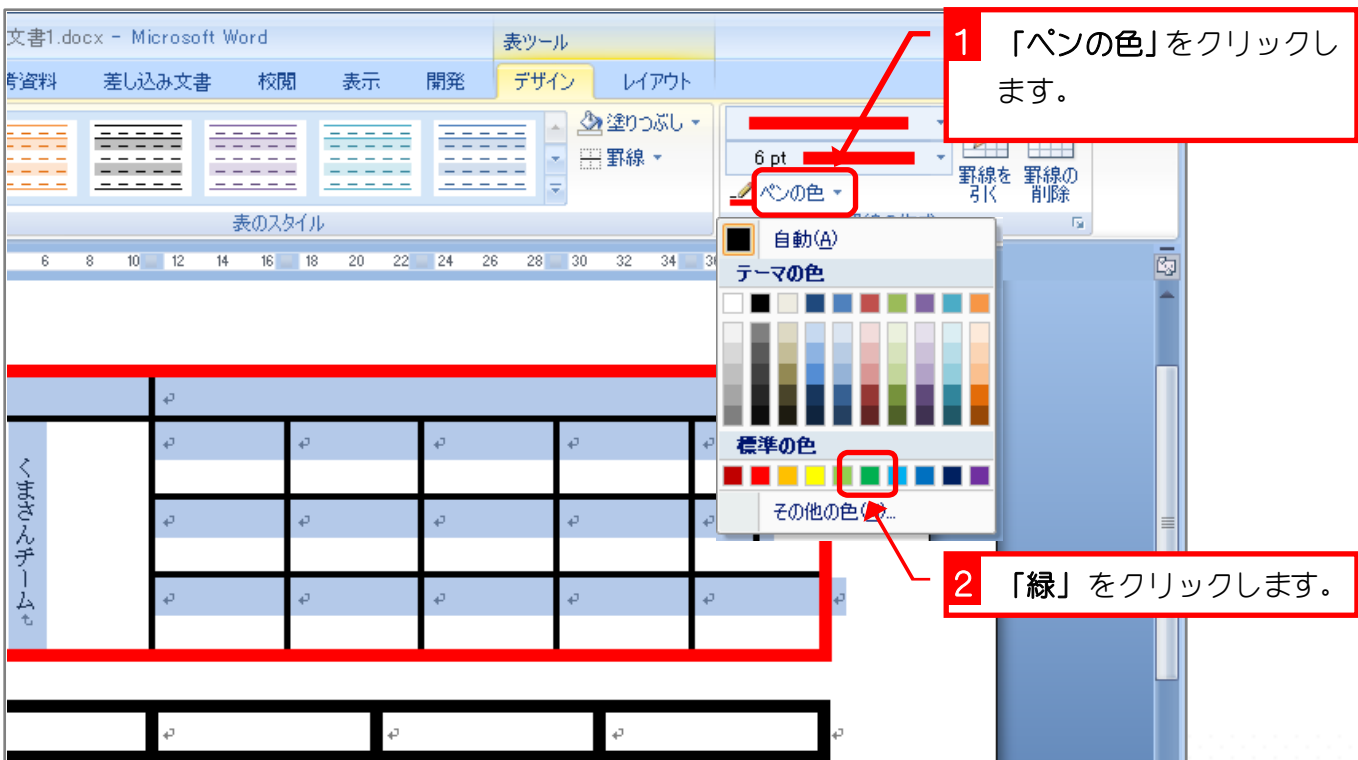 文書1.docx - Microsoft Word
表ツール
考資料 差し込み文書 校閲 表示 開発 デザイン レイアウト
塗りつぶし
罫線
6 pt
ペンの色
罫線を引く
罫線の削除
表のスタイル
1 「ペンの色」をクリックし
ます。
6 8 10 12 14 16 18 20 22 24 26 28 30 32 34
自動(A)
テーマの色
標準の色
その他の色
くまさんチーム
2 「緑」をクリックします。